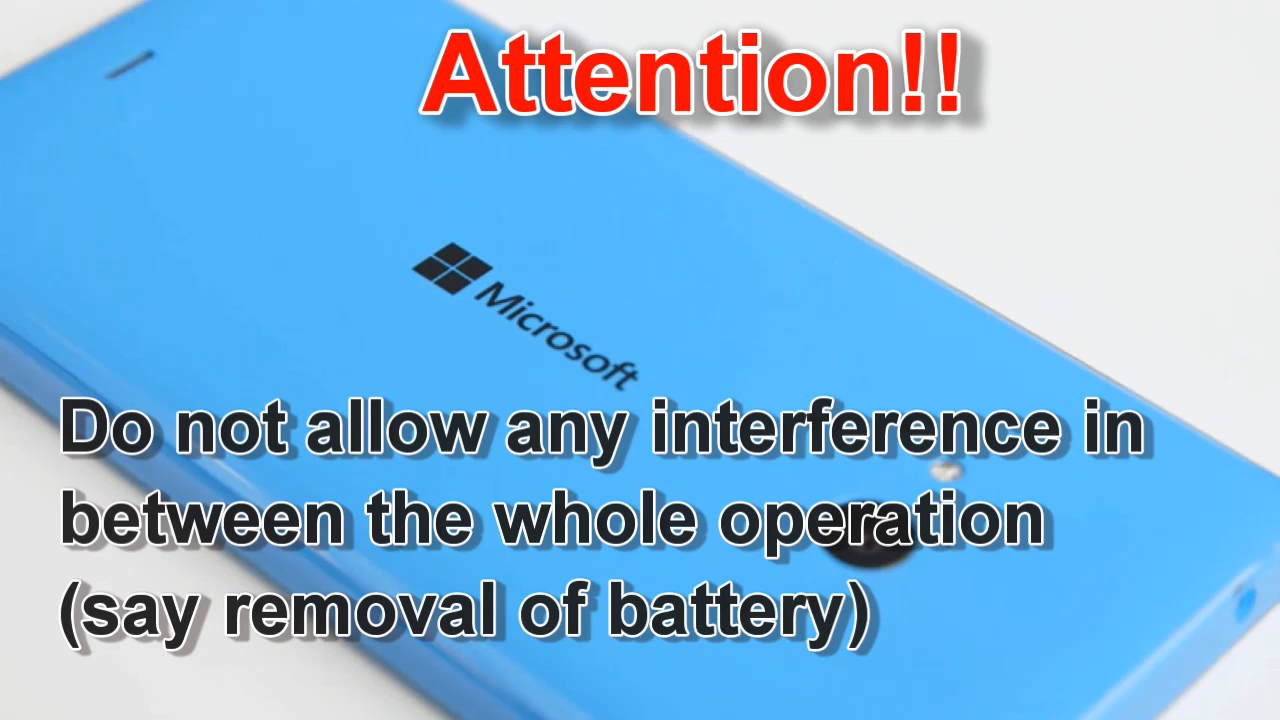 Attention!!
Microsoft
Do not allow any interference in
between the whole operation
(say removal of battery)